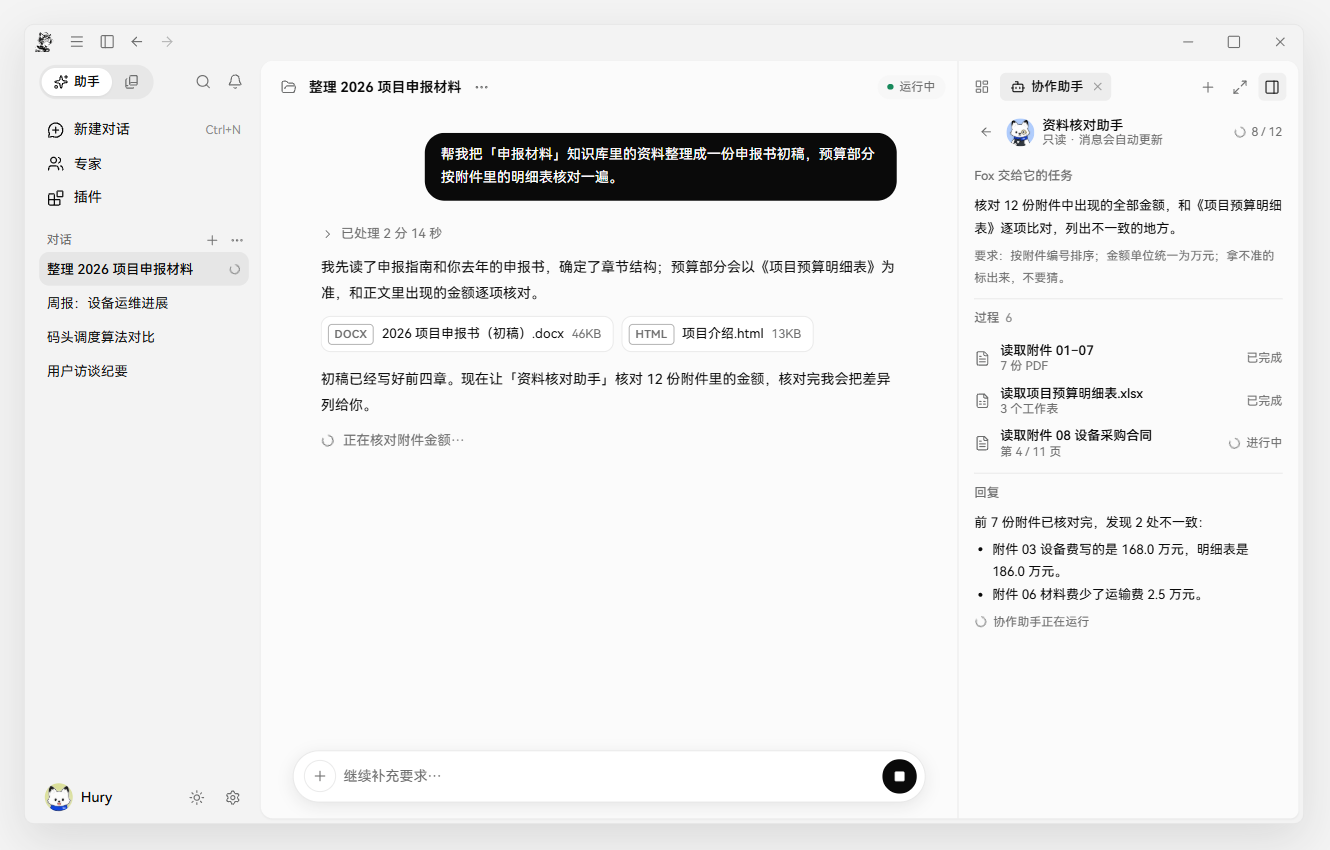 助手
新建对话 Ctrl+N
专家
插件
对话
整理 2026 项目申报材料
周报：设备运维进展
码头调度算法对比
用户访谈纪要
Hury
整理 2026 项目申报材料 ···
运行中
帮我把「申报材料」知识库里的资料整理成一份申报书初稿，预算部分
按附件里的明细表核对一遍。
已处理 2 分 14 秒
我先读了申报指南和你去年的申报书，确定了章节结构；预算部分会以《项目预算明细表》为
准，和正文里出现的金额逐项核对。
DOCX 2026 项目申报书（初稿）.docx 46KB
HTML 项目介绍.html 13KB
初稿已经写好前四章。现在让「资料核对助手」核对 12 份附件里的金额，核对完我会把差异
列给你。
正在核对附件金额···
继续补充要求···
协作助手
资料核对助手
只读 · 消息会自动更新
8 / 12
Fox 交给它的任务
核对 12 份附件中出现的全部金额，和《项目预算明细
表》逐项比对，列出不一致的地方。
要求：按附件编号排序；金额单位统一为万元；拿不准的
标出来，不要猜。
过程 6
读取附件 01–07
7 份 PDF
已完成
读取项目预算明细表.xlsx
3 个工作表
已完成
读取附件 08 设备采购合同
第 4 / 11 页
进行中
回复
前 7 份附件已核对完，发现 2 处不一致：
• 附件 03 设备费写的是 168.0 万元，明细表是
186.0 万元。
• 附件 06 材料费少了运输费 2.5 万元。
协作助手正在运行